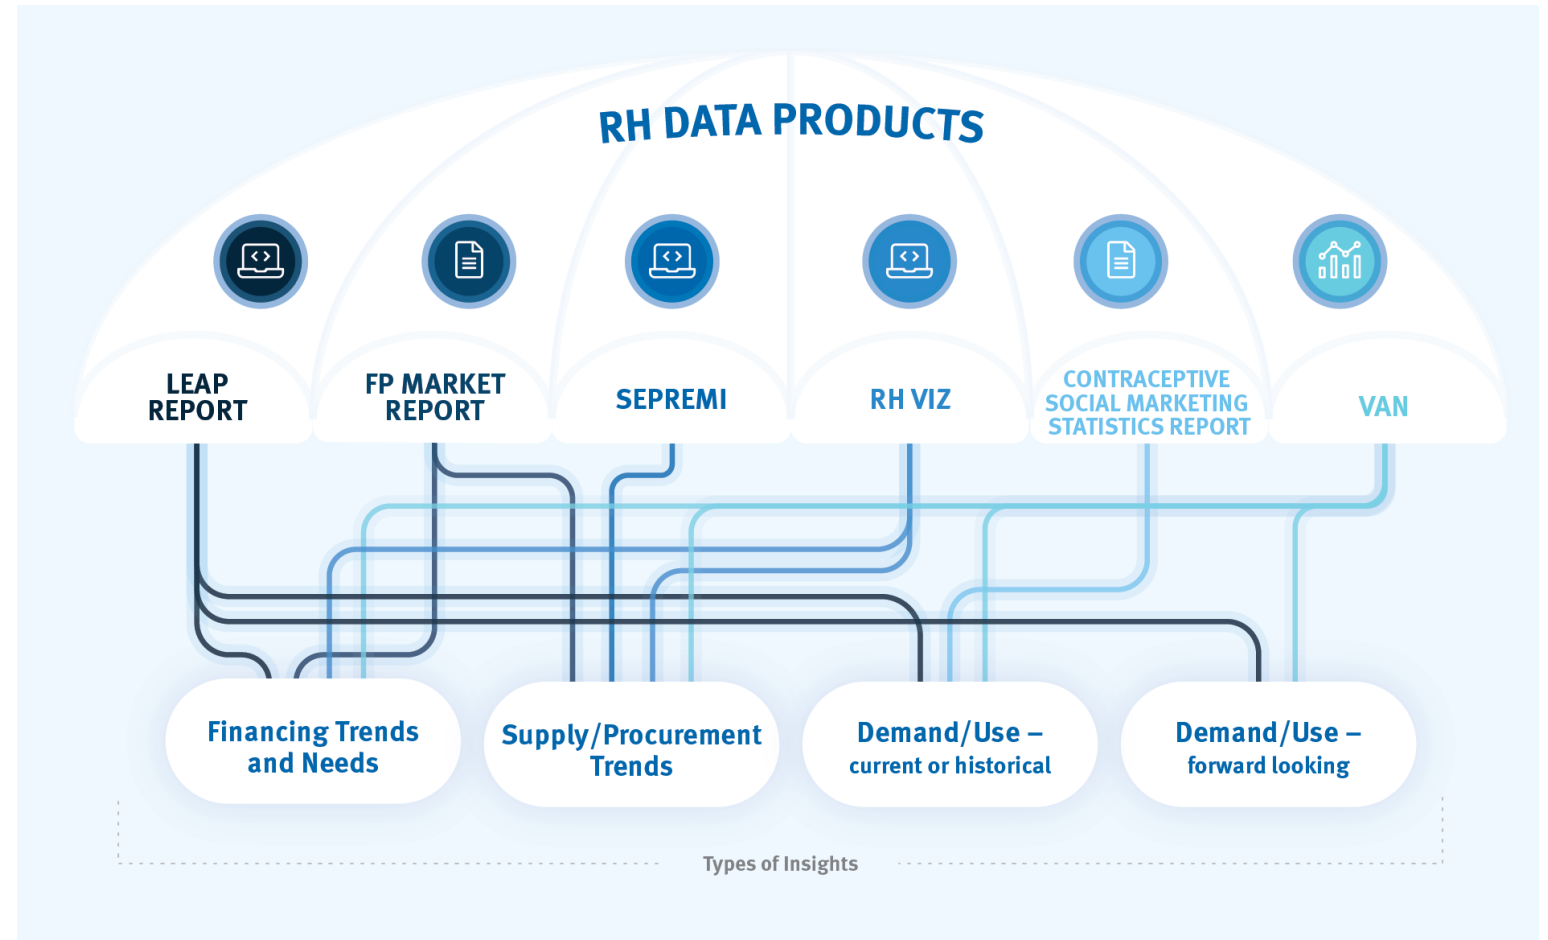 RH DATA PRODUCTS
LEAP
REPORT
FP MARKET
REPORT
SEPREMI
RH VIZ
CONTRACEPTIVE
SOCIAL MARKETING
STATISTICS REPORT
VAN
Financing Trends
and Needs
Supply/Procurement
Trends
Demand/Use –
current or historical
Demand/Use –
forward looking
Types of Insights